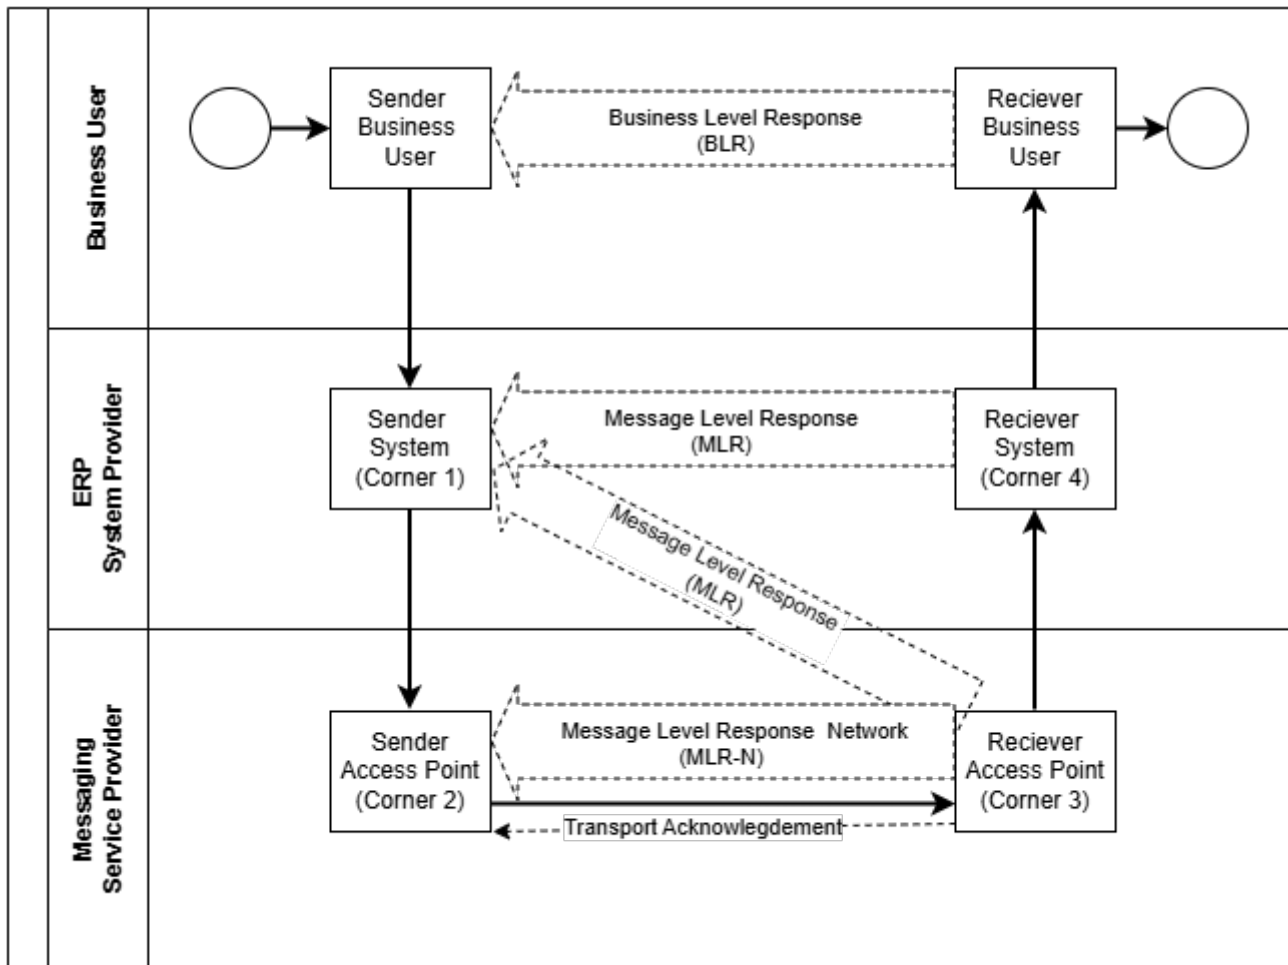 Business User
Sender
Business
User
Business Level Response
(BLR)
Reciever
Business
User
ERP
System Provider
Sender
System
(Corner 1)
Message Level Response
(MLR)
Reciever
System
(Corner 4)
Message Level Response
(MLR)
Messaging
Service Provider
Sender
Access Point
(Corner 2)
Message Level Response  Network
(MLR-N)
Reciever
Access Point
(Corner 3)
Transport Acknowlegdement